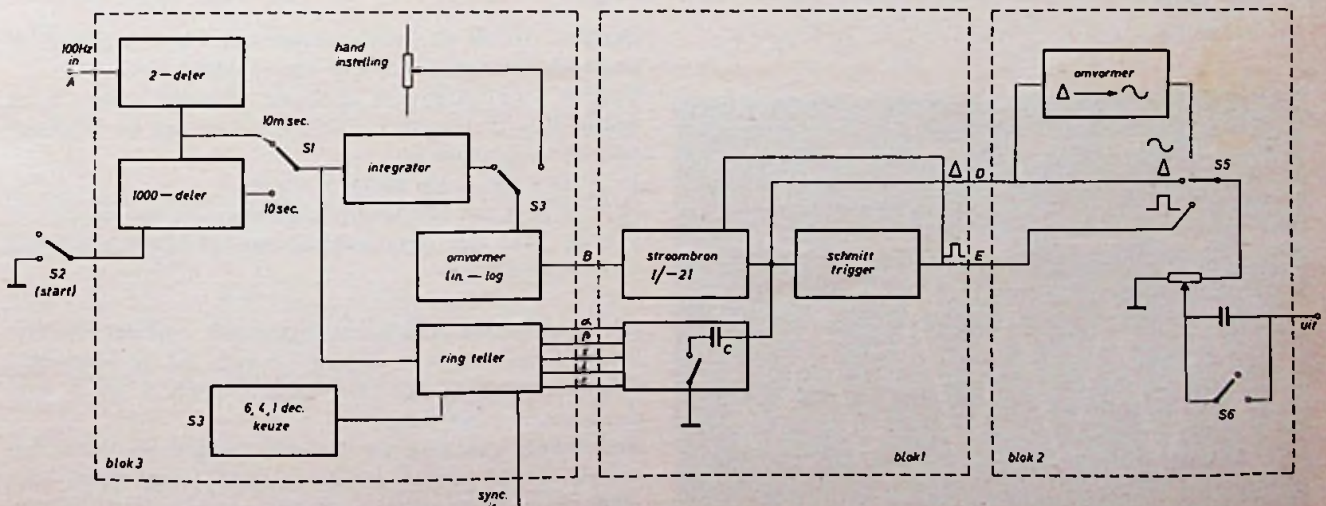 100Hz
in
A
2-deler
10m sec.
S1
1000-deler
10sec.
S2
(start)
hand
instelling
integrator
S3
omvormer
lin.-log
B
ring teller
α
β
S3
6, 4, 1 dec.
keuze
blok 3
sync.
stroombron
I/-2I
schmitt
trigger
C
Δ
D
E
blok1
omvormer
Δ → ∿
∿
Δ
S5
S6
uit
blok 2